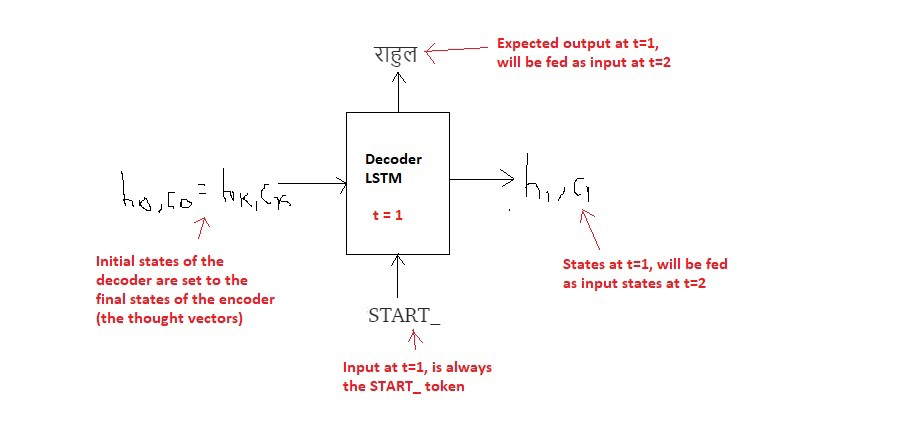 राहुल
Expected output at t=1,
will be fed as input at t=2
Decoder
LSTM
t = 1
h0,c0 = hk,ck
h1,c1
Initial states of the
decoder are set to the
final states of the encoder
(the thought vectors)
States at t=1, will be fed
as input states at t=2
START_
Input at t=1, is always
the START_ token